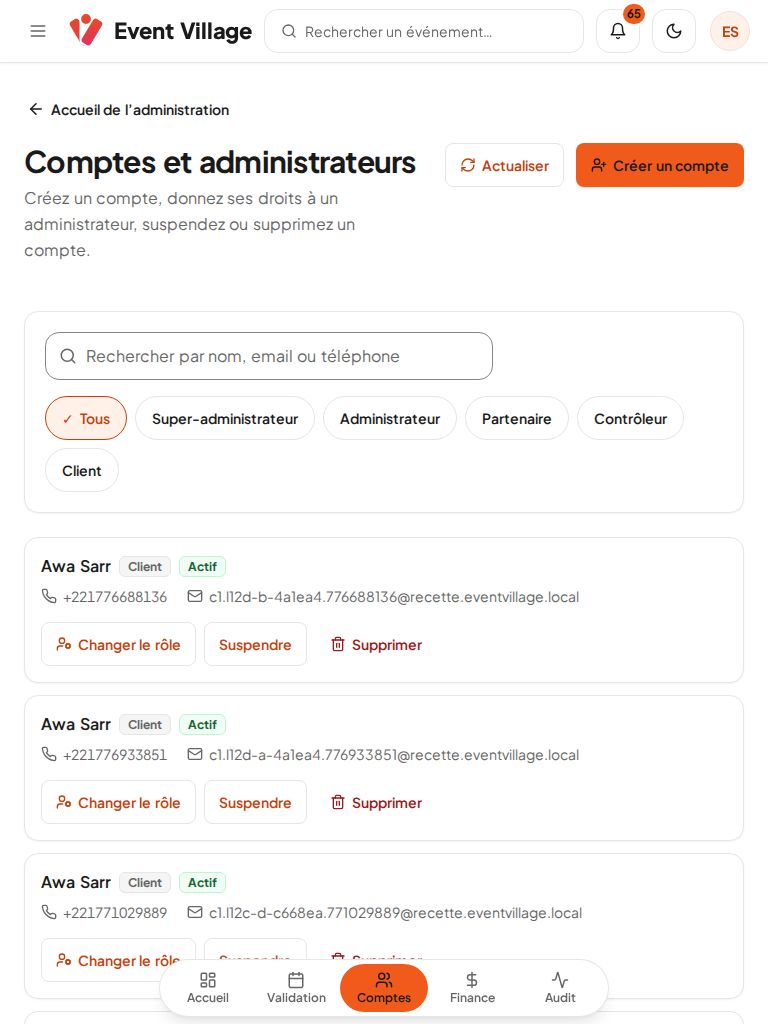 Event Village
Rechercher un événement…
65
ES
Accueil de l’administration
Comptes et administrateurs
Actualiser
Créer un compte
Créez un compte, donnez ses droits à un
administrateur, suspendez ou supprimez un
compte.
Rechercher par nom, email ou téléphone
✓ Tous
Super-administrateur
Administrateur
Partenaire
Contrôleur
Client
Awa Sarr Client Actif
+221776688136 c1.l12d-b-4a1ea4.776688136@recette.eventvillage.local
Changer le rôle Suspendre Supprimer
Awa Sarr Client Actif
+221776933851 c1.l12d-a-4a1ea4.776933851@recette.eventvillage.local
Changer le rôle Suspendre Supprimer
Awa Sarr Client Actif
+221771029889 c1.l12c-d-c668ea.771029889@recette.eventvillage.local
Changer le rôle Suspendre Supprimer
Accueil Validation Comptes Finance Audit